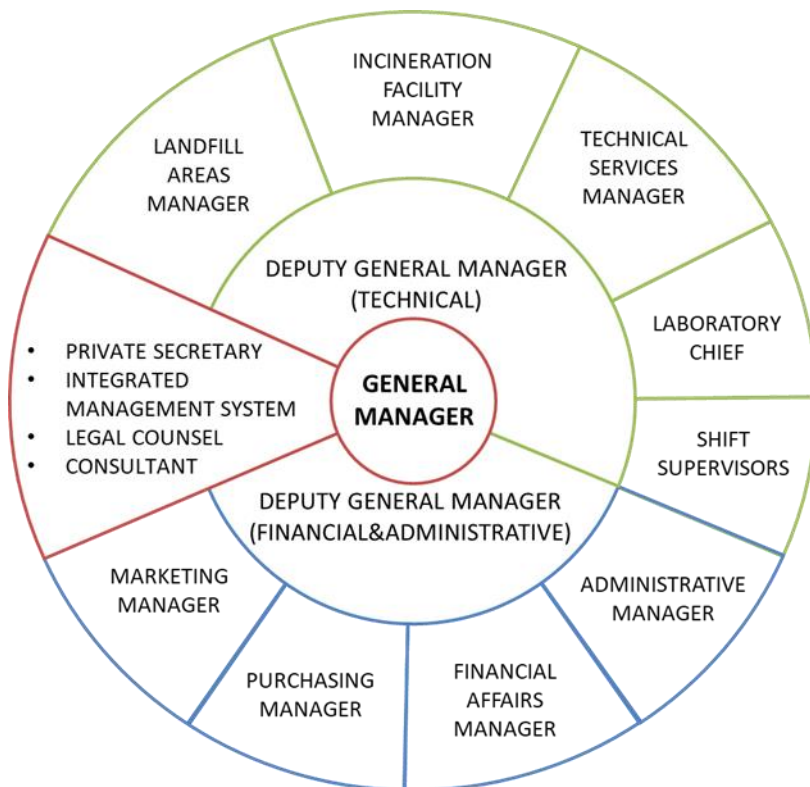 INCINERATION
FACILITY
MANAGER
LANDFILL
AREAS
MANAGER
TECHNICAL
SERVICES
MANAGER
DEPUTY GENERAL MANAGER
(TECHNICAL)
LABORATORY
CHIEF
• PRIVATE SECRETARY
• INTEGRATED
MANAGEMENT SYSTEM
• LEGAL COUNSEL
• CONSULTANT
GENERAL
MANAGER
SHIFT
SUPERVISORS
DEPUTY GENERAL MANAGER
(FINANCIAL&ADMINISTRATIVE)
MARKETING
MANAGER
PURCHASING
MANAGER
FINANCIAL
AFFAIRS
MANAGER
ADMINISTRATIVE
MANAGER